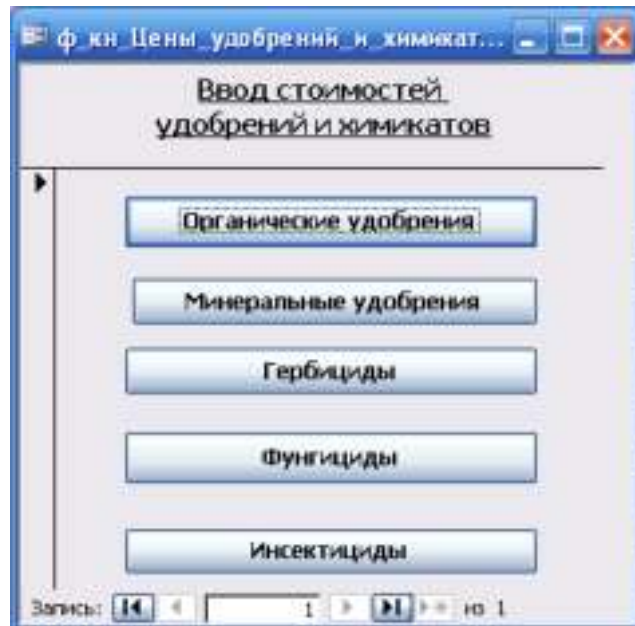 ф_кн_Цены_удобрений_и_химикат...
Ввод стоимостей
удобрений и химикатов
Органические удобрения
Минеральные удобрения
Гербициды
Фунгициды
Инсектициды
Запись: 1 из 1